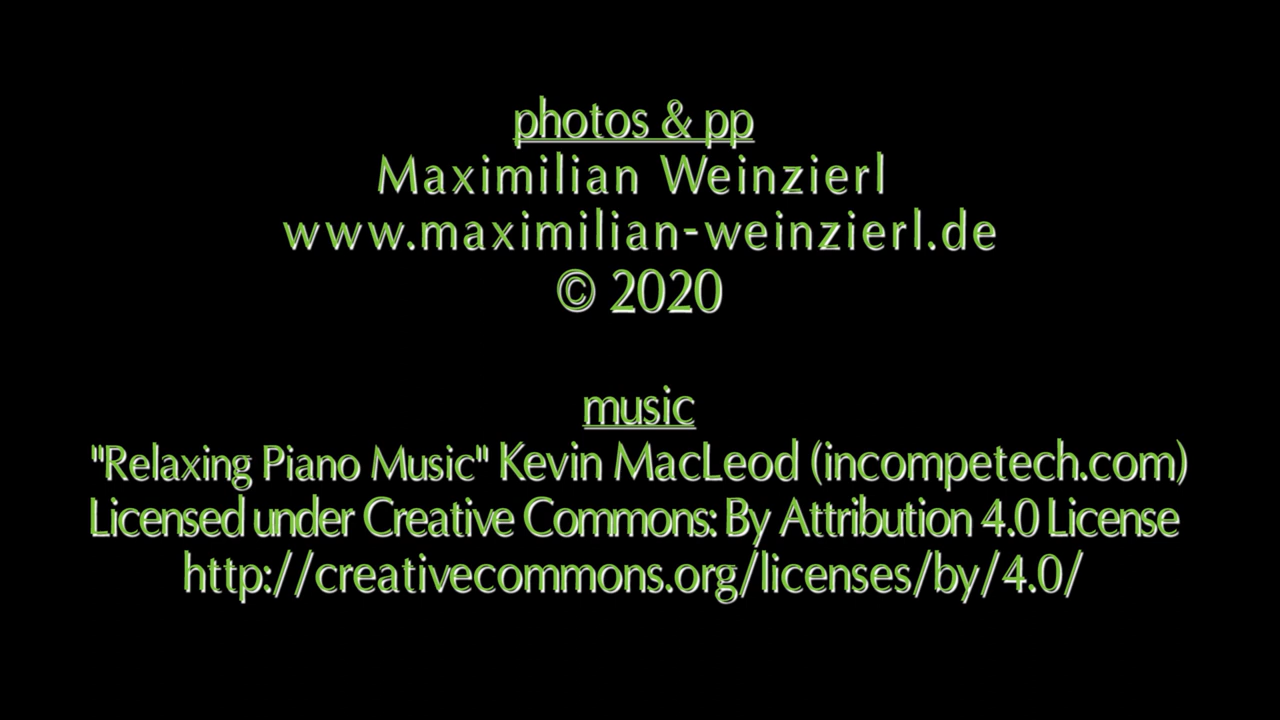 photos & pp
Maximilian Weinzierl
www.maximilian-weinzierl.de
© 2020
music
"Relaxing Piano Music" Kevin MacLeod (incompetech.com)
Licensed under Creative Commons: By Attribution 4.0 License
http://creativecommons.org/licenses/by/4.0/